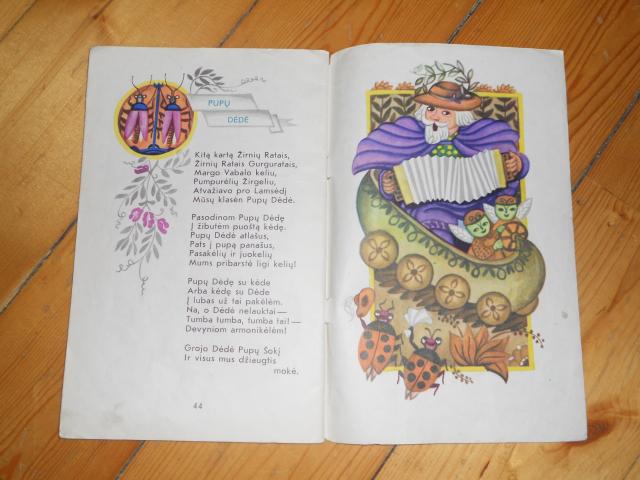 PUPŲ
DĖDĖ
Kitą kartą Žirnių Ratais,
Žirnių Ratais Gurguratais,
Margo Vabalo keliu,
Pumpurėlių Žirgeliu,
Atvažiavo pro Lamsėdį
Mūsų klasėn Pupų Dėdė.
Pasodinom Pupų Dėdę
Į žibutėm puoštą kėdę.
Pupų Dėdė atlašus,
Pats į pupą panašus,
Pasakėlių ir juokelių
Mums pribarstė ligi kelių!
Pupų Dėdę su kėde
Arba kėdę su Dėde
Į lubas už tai pakėlėm.
Na, o Dėdė nelauktai —
Tumba tumba, tumba tai! —
Devyniom armonikėlėm!
Grojo Dėdė Pupų Šokį
Ir visus mus džiaugtis
mokė.
44